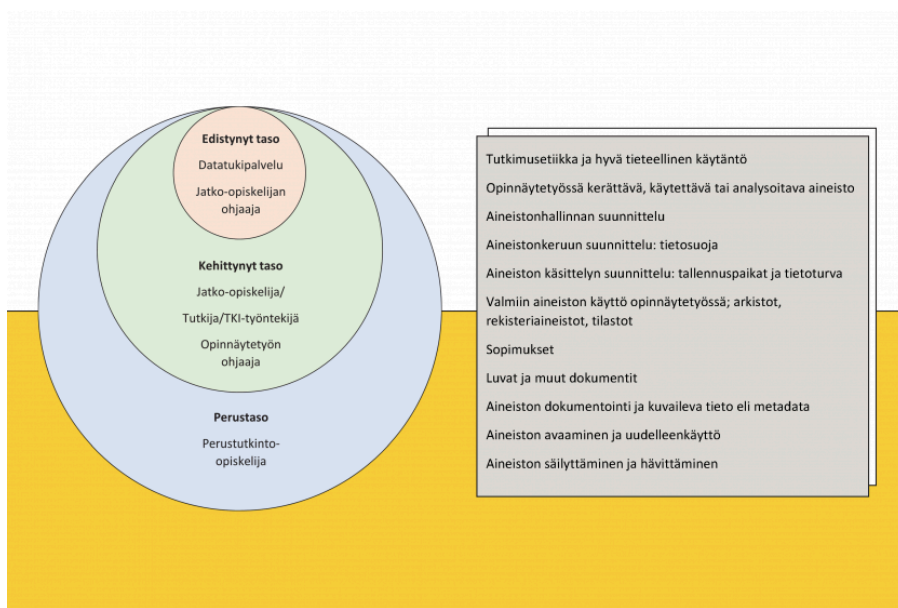 Edistynyt taso
Datatukipalvelu
Jatko-opiskelijan
ohjaaja
Kehittynyt taso
Jatko-opiskelija/
Tutkija/TKI-työntekijä
Opinnäytetyön
ohjaaja
Perustaso
Perustutkinto-
opiskelija
Tutkimusetiikka ja hyvä tieteellinen käytäntö
Opinnäytetyössä kerättävä, käytettävä tai analysoitava aineisto
Aineistonhallinnan suunnittelu
Aineistonkeruun suunnittelu: tietosuoja
Aineiston käsittelyn suunnittelu: tallennuspaikat ja tietoturva
Valmiin aineiston käyttö opinnäytetyössä; arkistot,
rekisteriaineistot, tilastot
Sopimukset
Luvat ja muut dokumentit
Aineiston dokumentointi ja kuvaileva tieto eli metadata
Aineiston avaaminen ja uudelleenkäyttö
Aineiston säilyttäminen ja hävittäminen